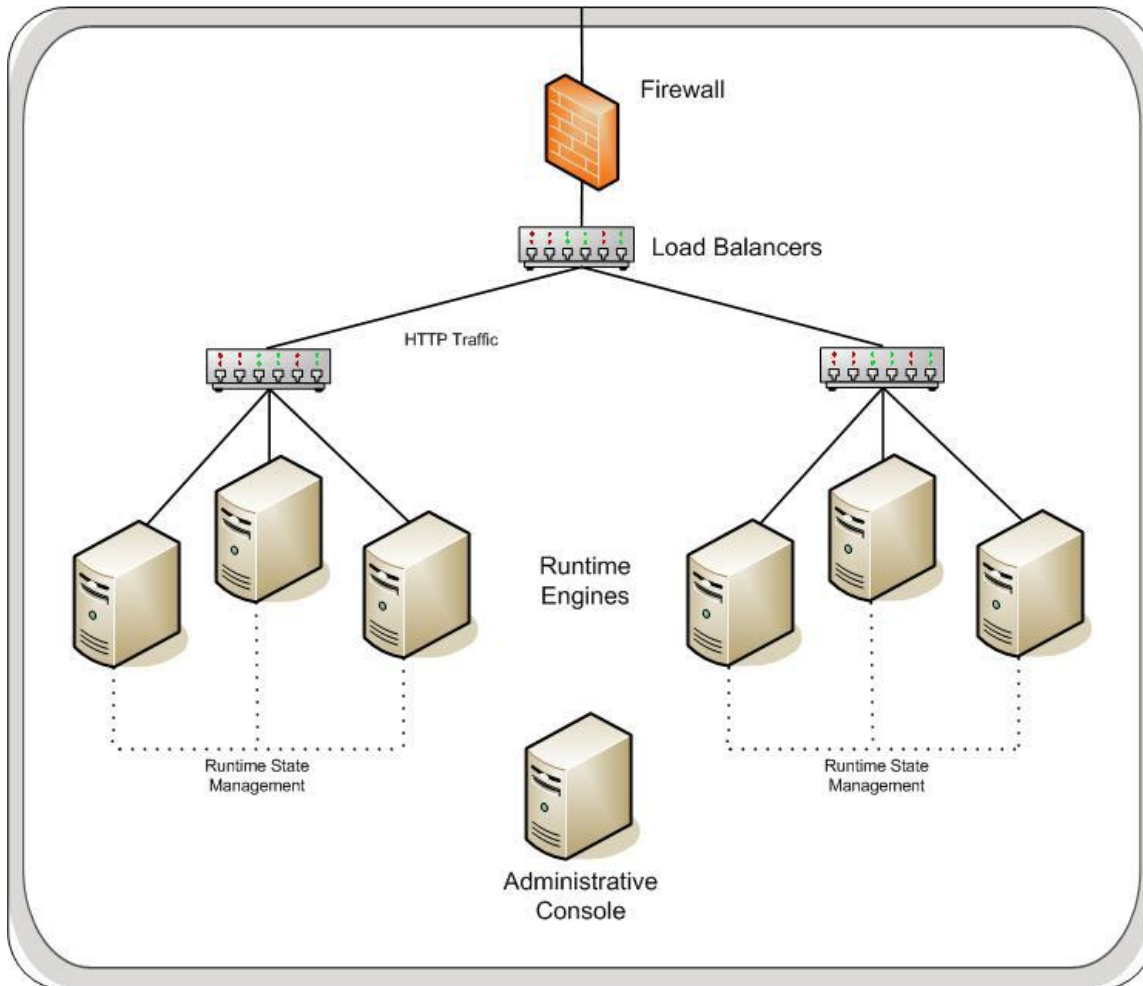 Firewall
Load Balancers
HTTP Traffic
Runtime
Engines
Runtime State
Management
Runtime State
Management
Administrative
Console